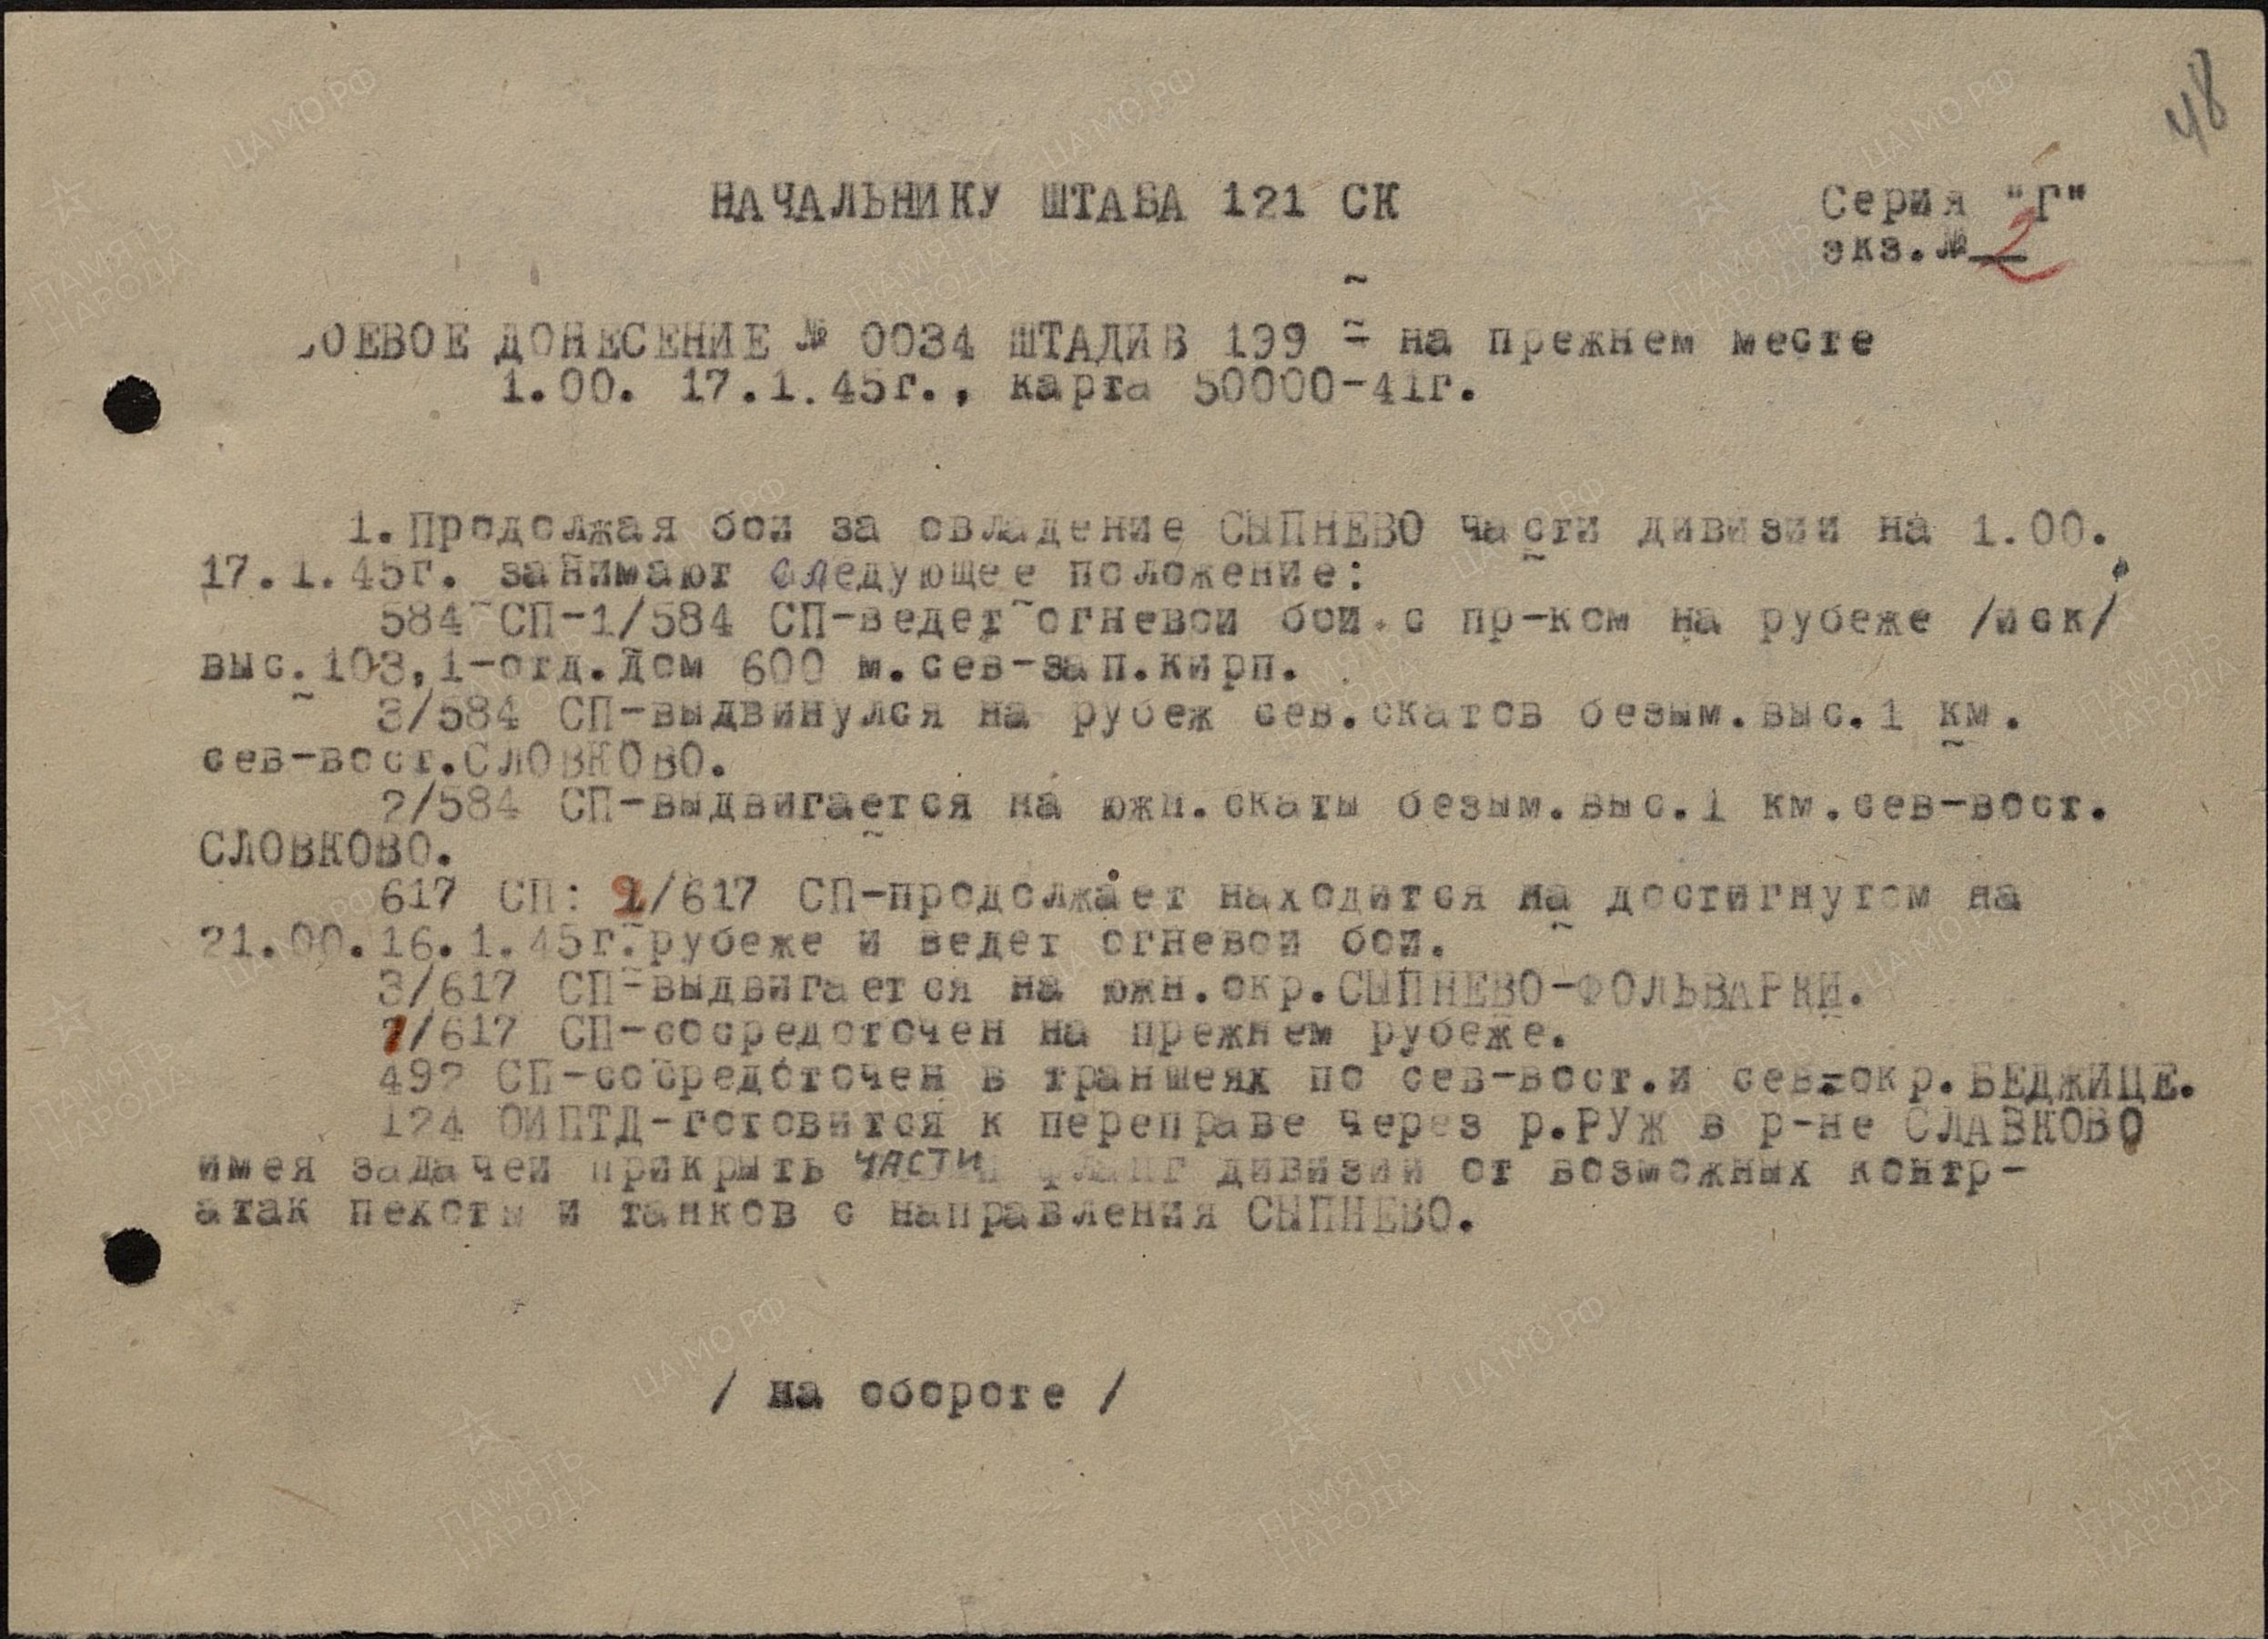 48
НАЧАЛЬНИКУ ШТАБА 121 СК
Серия "Г"
экз.№ 2
БОЕВОЕ ДОНЕСЕНИЕ № 0034 ШТАДИВ 199 - на прежнем месте
1.00. 17.1.45г., карта 50000-41г.
1.Продолжая бои за овладение СЫПНЕВО части дивизии на 1.00.
17.1.45г. занимают следующее положение:
584 СП-1/584 СП-ведет огневой бой с пр-ком на рубеже /иск/
выс.103,1-отд.Дом 600 м.сев-зап.кирп.
3/584 СП-выдвинулся на рубеж сев.скатов безым.выс.1 км.
сев-вост.СЛОВКОВО.
2/584 СП-выдвигается на южн.скаты безым.выс.1 км.сев-вост.
СЛОВКОВО.
617 СП: 2/617 СП-продолжает находится на достигнутом на
21.00.16.1.45г.рубеже и ведет огневой бой.
3/617 СП-выдвигается на южн.окр.СЫПНЕВО-ФОЛЬВАРКИ.
1/617 СП-сосредоточен на прежнем рубеже.
492 СП-сосредоточен в траншеях по сев-вост.и сев-окр.БЕДЖИЦЕ.
124 ОИПТД-готовится к переправе через р.РУЖ в р-не СЛАВКОВО
имея задачей прикрыть части фланг дивизии от возможных контр-
атак пехоты и танков с направления СЫПНЕВО.
/ на обороте /
ПАМЯТЬ НАРОДА
ЦАМО РФ